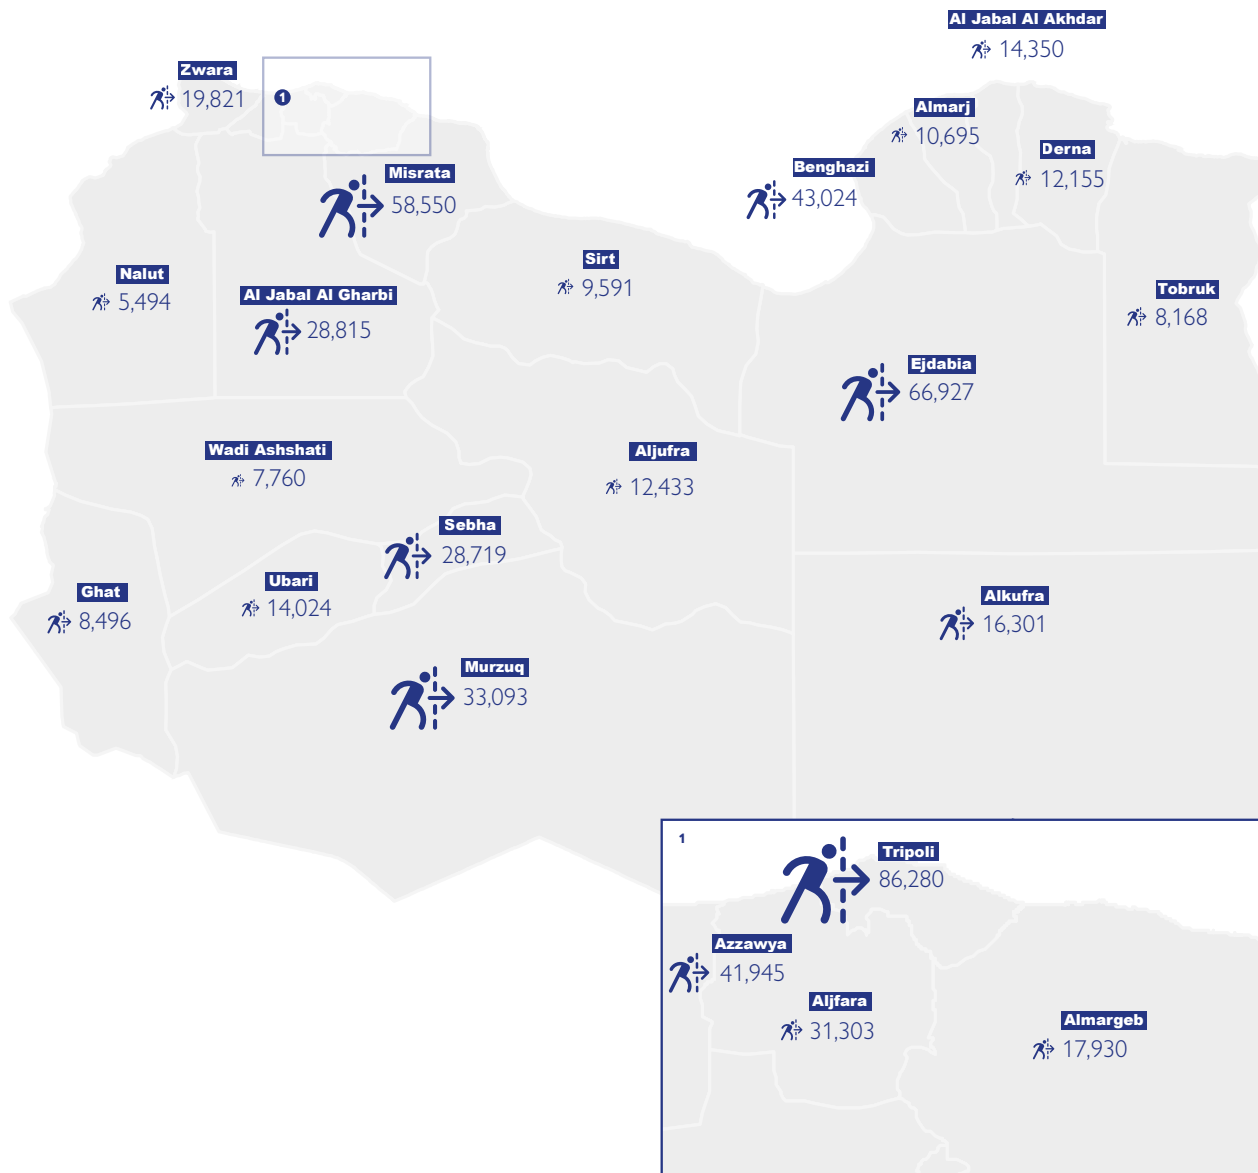 Al Jabal Al Akhdar
14,350
Zwara
19,821
1
Almarj
10,695
Derna
12,155
Benghazi
43,024
Misrata
58,550
Nalut
5,494
Al Jabal Al Gharbi
28,815
Sirt
9,591
Tobruk
8,168
Ejdabia
66,927
Wadi Ashshati
7,760
Aljufra
12,433
Sebha
28,719
Ghat
8,496
Ubari
14,024
Alkufra
16,301
Murzuq
33,093
1
Tripoli
86,280
Azzawya
41,945
Aljfara
31,303
Almargeb
17,930